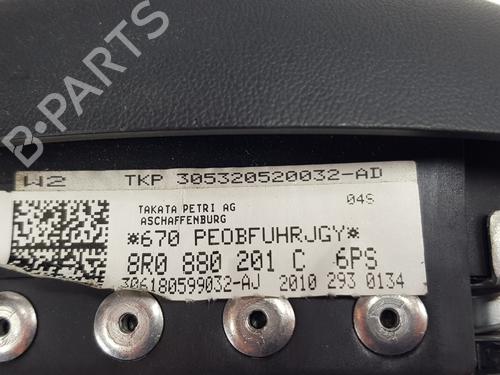 B-PARTS
W2 TKP 305320520032-AD
TAKATA PETRI AG 04S
ASCHAFFENBURG
*670 PEOBFUHRJGY*
8R0 880 201 C 6PS
306180599032-AJ 2010 293 0134